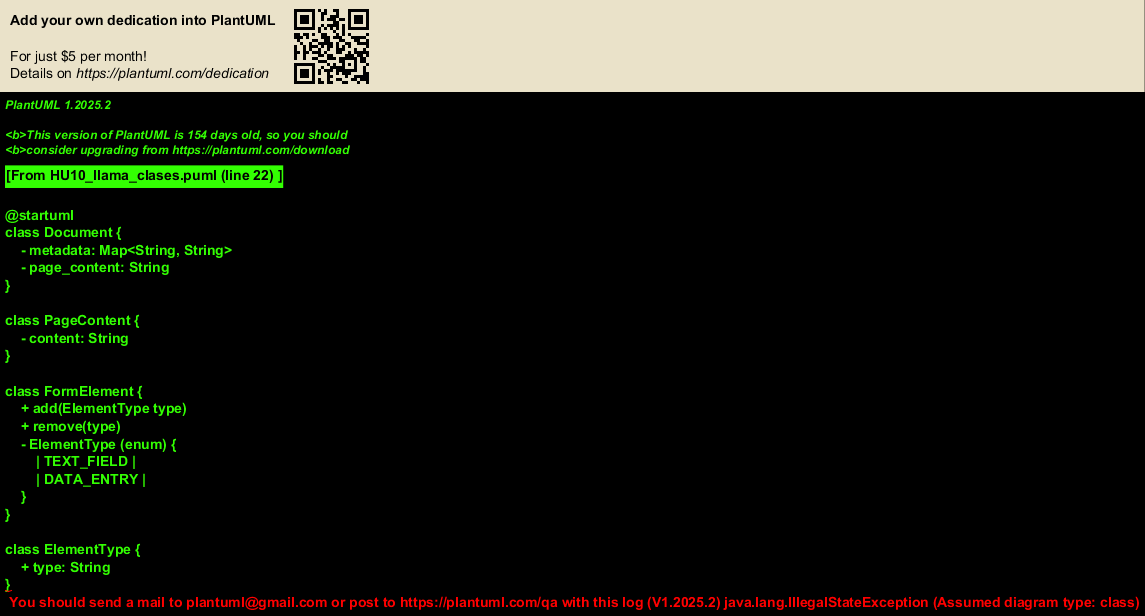 Add your own dedication into PlantUML
For just $5 per month!
Details on https://plantuml.com/dedication
PlantUML 1.2025.2
<b>This version of PlantUML is 154 days old, so you should
<b>consider upgrading from https://plantuml.com/download
[From HU10_llama_clases.puml (line 22) ]
@startuml
class Document {
- metadata: Map<String, String>
- page_content: String
}
class PageContent {
- content: String
}
class FormElement {
+ add(ElementType type)
+ remove(type)
- ElementType (enum) {
| TEXT_FIELD |
| DATA_ENTRY |
}
}
class ElementType {
+ type: String
}
You should send a mail to plantuml@gmail.com or post to https://plantuml.com/qa with this log (V1.2025.2) java.lang.IllegalStateException (Assumed diagram type: class)